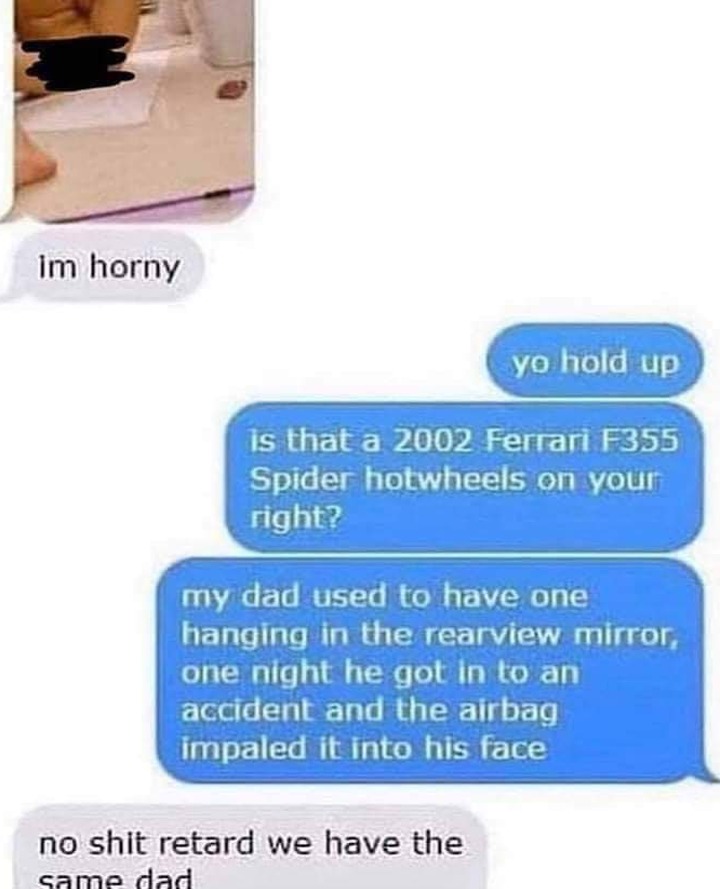 im horny
yo hold up
is that a 2002 Ferrari F355
Spider hotwheels on your
right?
my dad used to have one
hanging in the rearview mirror,
one night he got in to an
accident and the airbag
impaled it into his face
no shit retard we have the
same dad